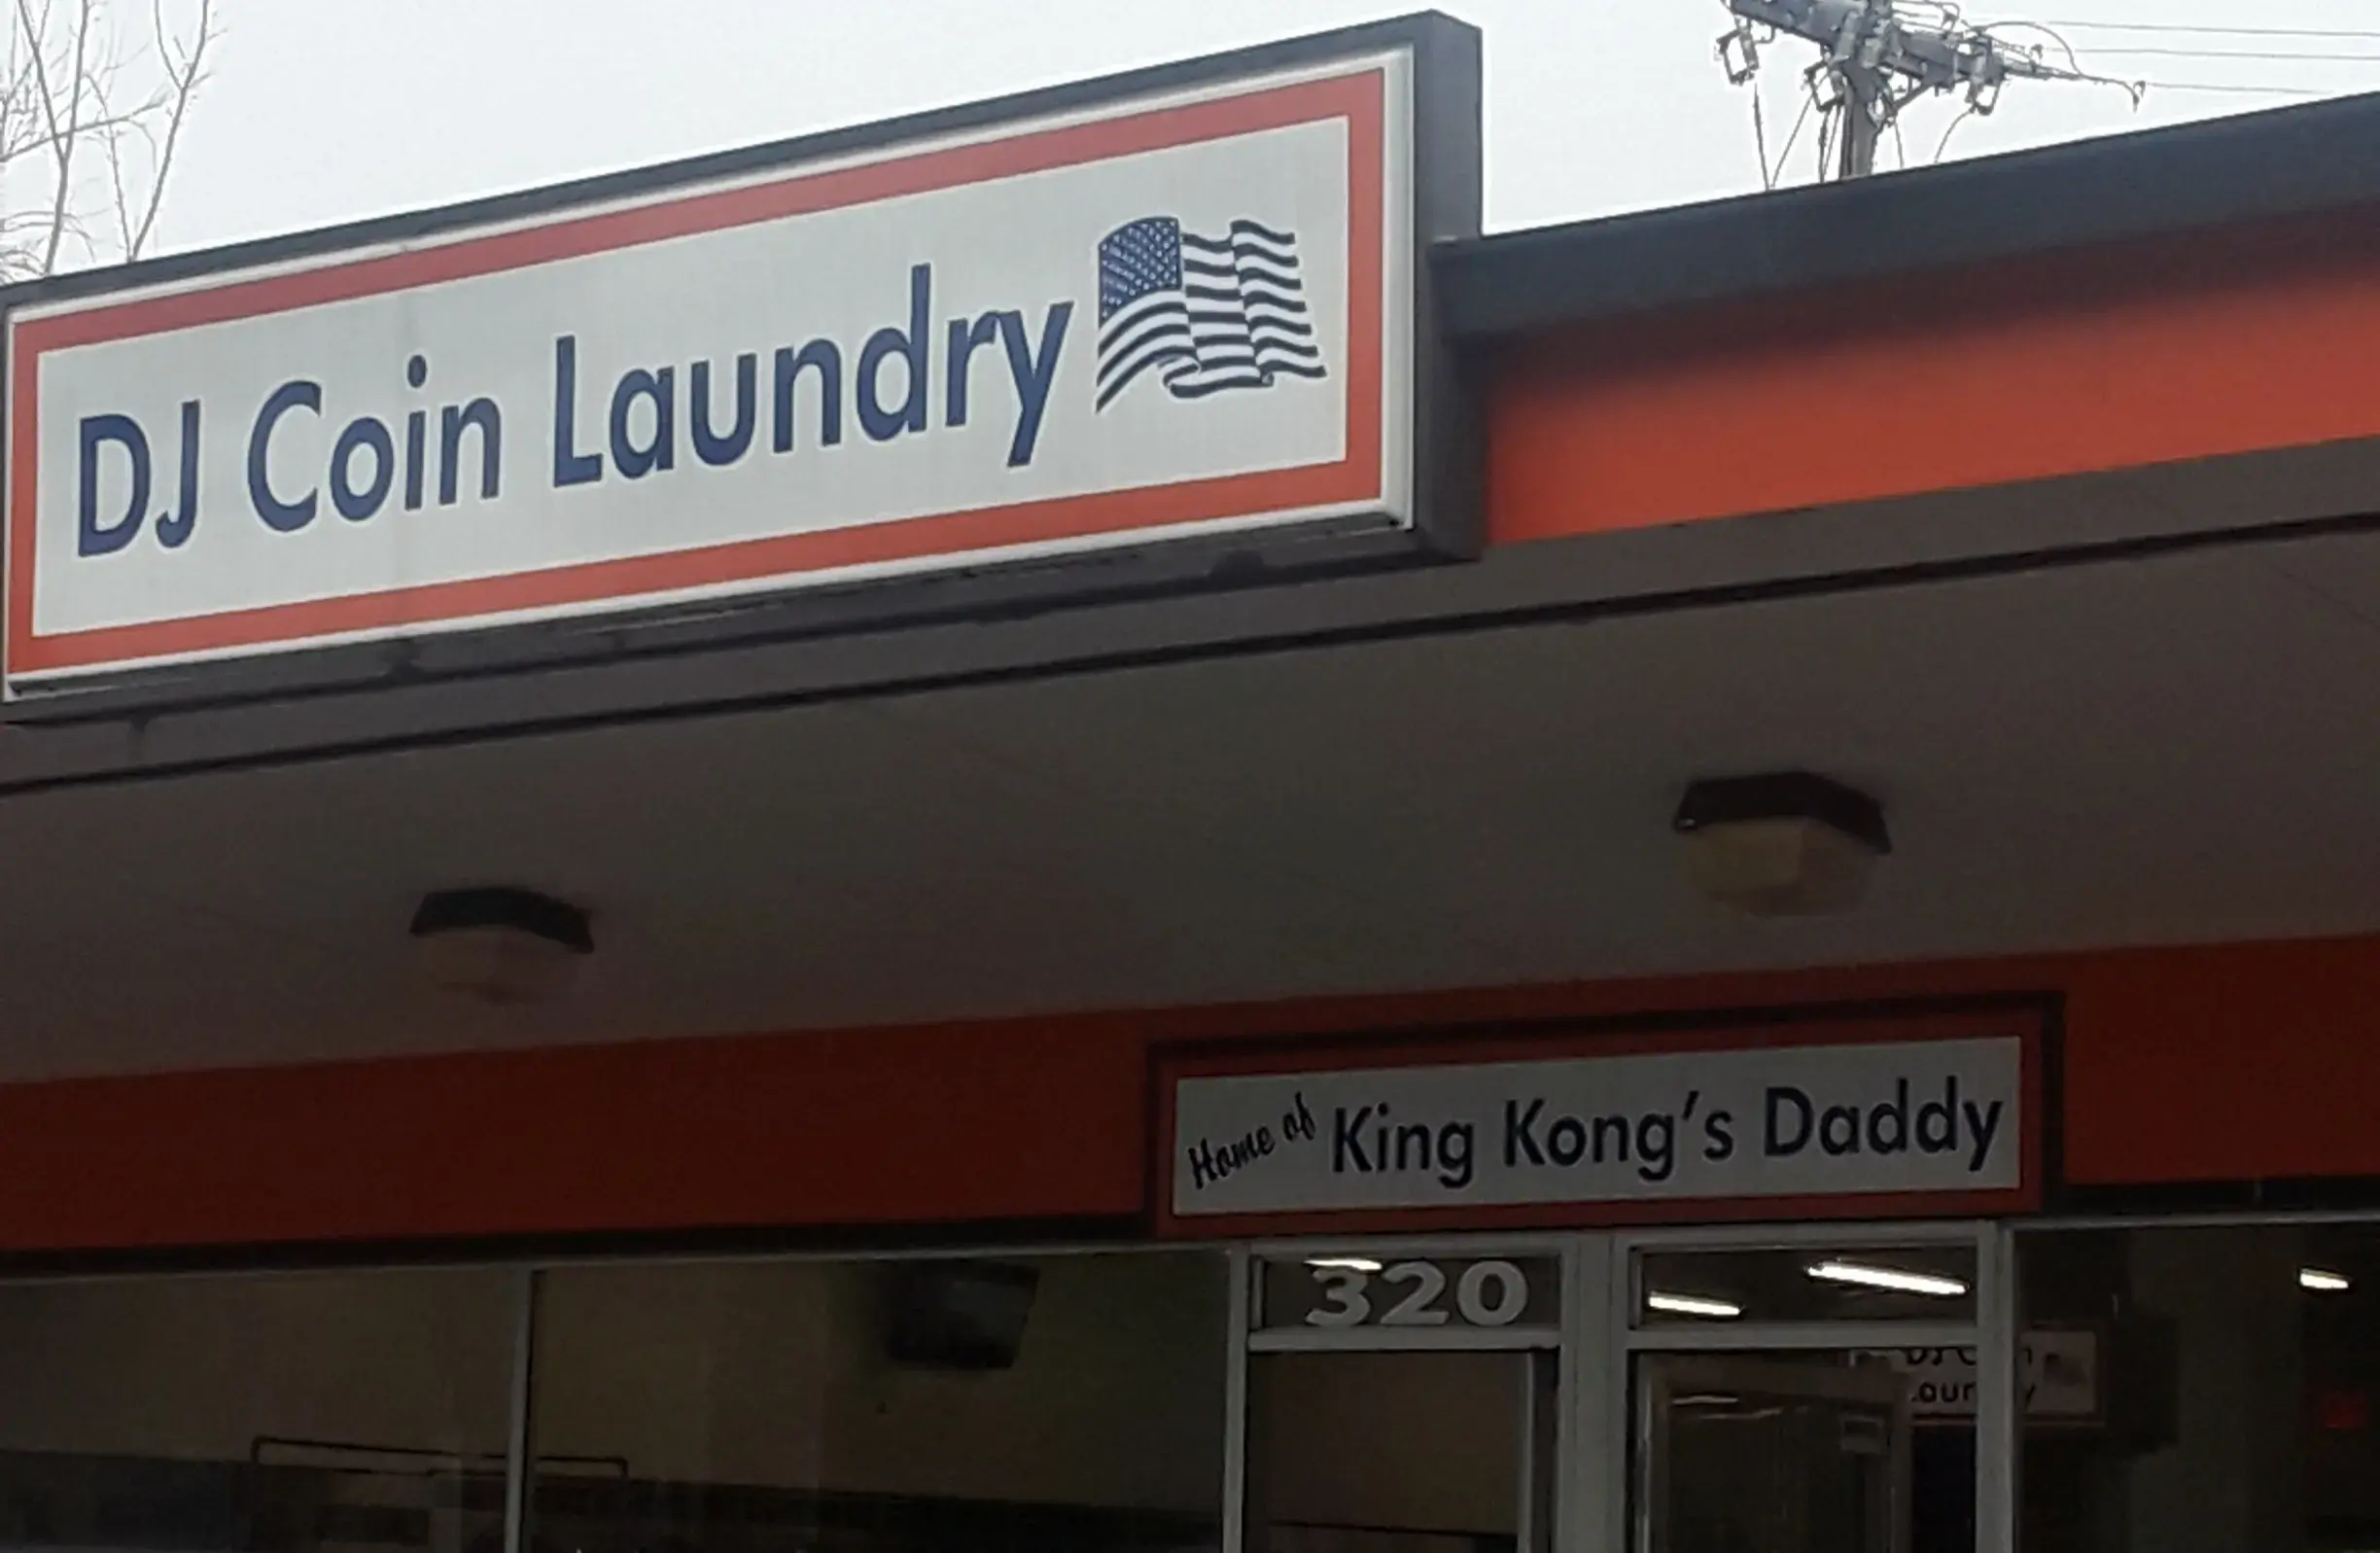 DJ Coin Laundry
Home of King Kong's Daddy
320